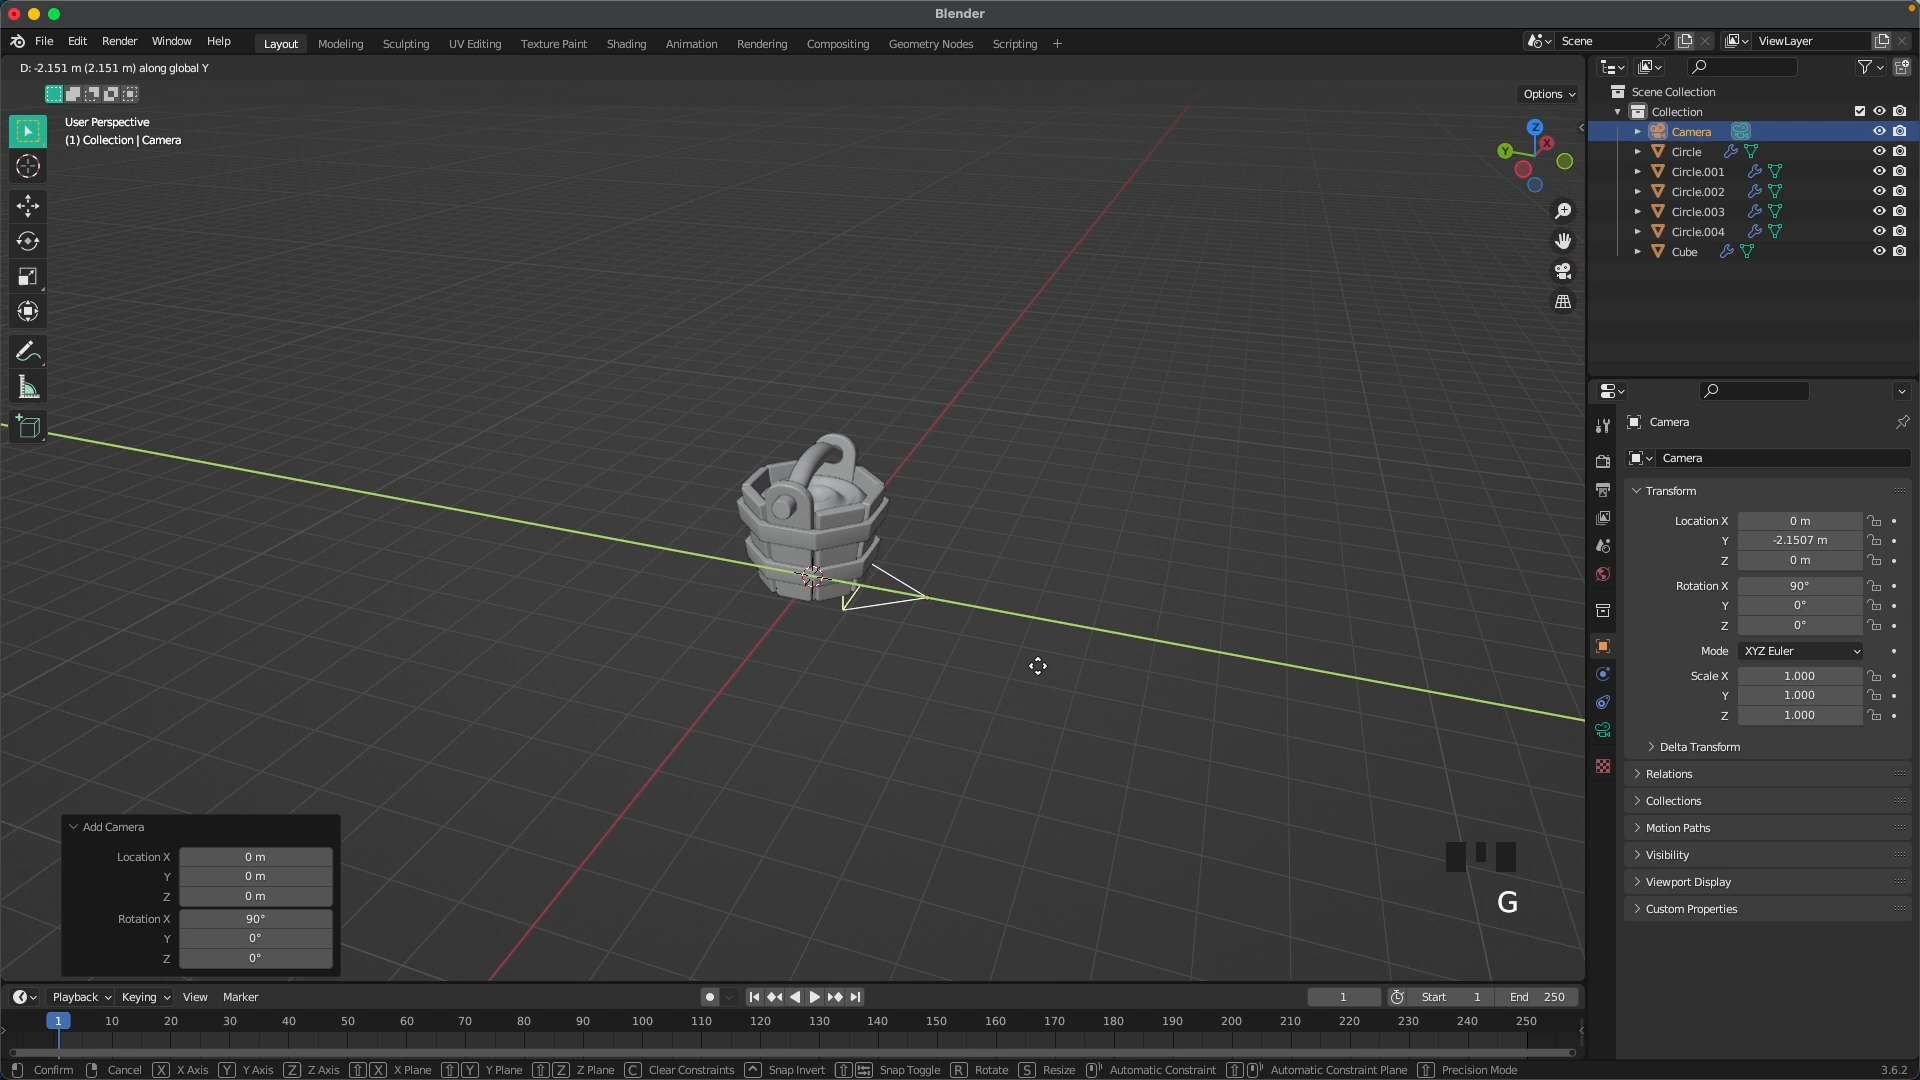 Blender
File Edit Render Window Help
Layout Modeling Sculpting UV Editing Texture Paint Shading Animation Rendering Compositing Geometry Nodes Scripting
Scene
ViewLayer
D: -2.151 m (2.151 m) along global Y
Options
User Perspective
(1) Collection | Camera
Z
X
Y
Scene Collection
Collection
Camera
Circle
Circle.001
Circle.002
Circle.003
Circle.004
Cube
Camera
Camera
Transform
Location X 0 m
Y -2.1507 m
Z 0 m
Rotation X 90°
Y 0°
Z 0°
Mode XYZ Euler
Scale X 1.000
Y 1.000
Z 1.000
Delta Transform
Relations
Collections
Motion Paths
Visibility
Viewport Display
Custom Properties
Add Camera
Location X 0 m
Y 0 m
Z 0 m
Rotation X 90°
Y 0°
Z 0°
G
Playback Keying View Marker
1 Start 1 End 250
1 10 20 30 40 50 60 70 80 90 100 110 120 130 140 150 160 170 180 190 200 210 220 230 240 250
Confirm Cancel X X Axis Y Y Axis Z Z Axis X X Plane Y Y Plane Z Z Plane C Clear Constraints Snap Invert Snap Toggle R Rotate S Resize Automatic Constraint Automatic Constraint Plane Precision Mode 3.6.2